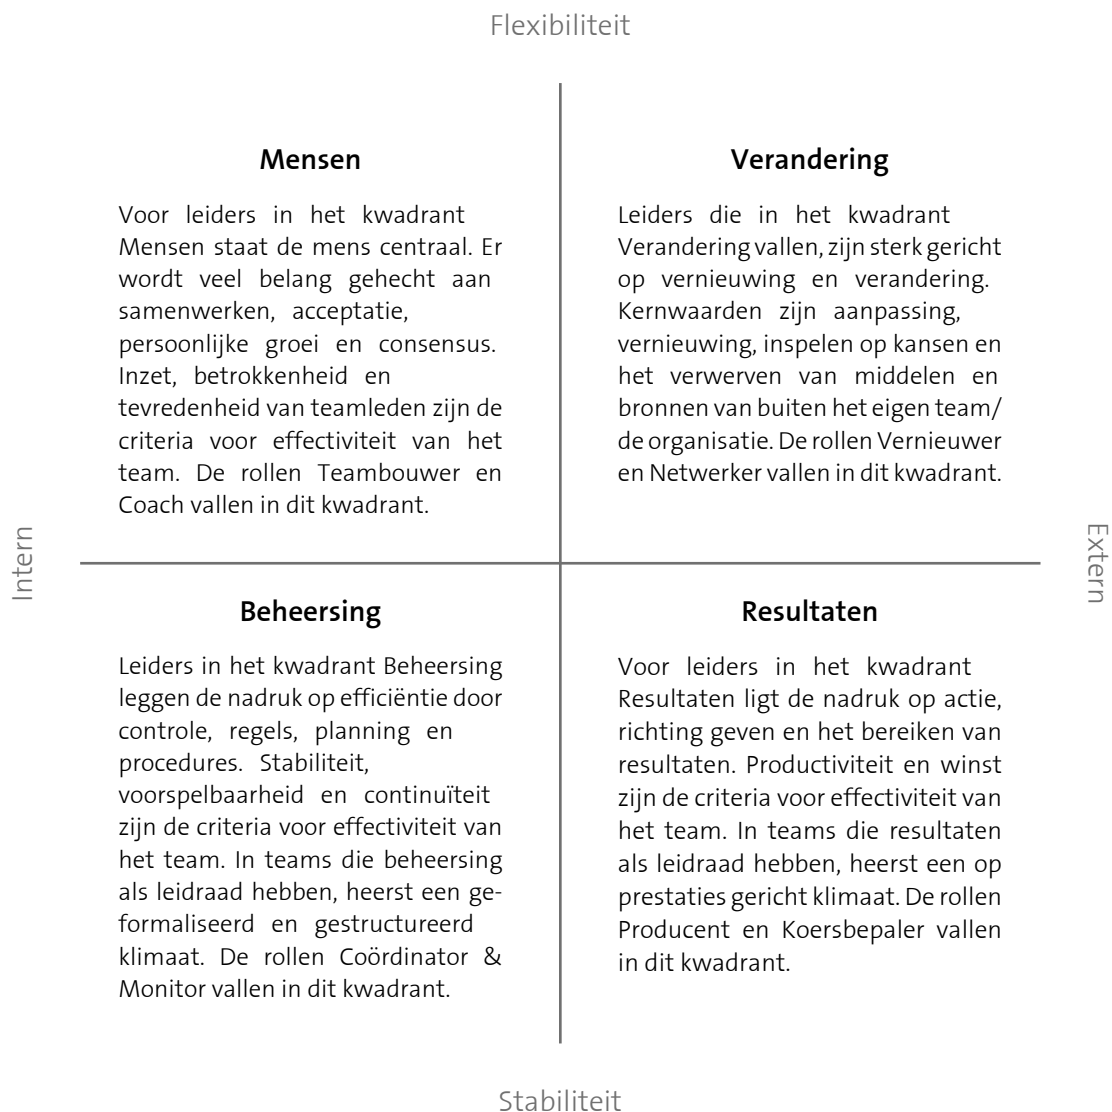 Flexibiliteit
Mensen
Voor leiders in het kwadrant
Mensen staat de mens centraal. Er
wordt veel belang gehecht aan
samenwerken, acceptatie,
persoonlijke groei en consensus.
Inzet, betrokkenheid en
tevredenheid van teamleden zijn de
criteria voor effectiviteit van het
team. De rollen Teambouwer en
Coach vallen in dit kwadrant.
Verandering
Leiders die in het kwadrant
Verandering vallen, zijn sterk gericht
op vernieuwing en verandering.
Kernwaarden zijn aanpassing,
vernieuwing, inspelen op kansen en
het verwerven van middelen en
bronnen van buiten het eigen team/
de organisatie. De rollen Vernieuwer
en Netwerker vallen in dit kwadrant.
Intern
Extern
Beheersing
Leiders in het kwadrant Beheersing
leggen de nadruk op efficiëntie door
controle, regels, planning en
procedures. Stabiliteit,
voorspelbaarheid en continuïteit
zijn de criteria voor effectiviteit van
het team. In teams die beheersing
als leidraad hebben, heerst een ge-
formaliseerd en gestructureerd
klimaat. De rollen Coördinator &
Monitor vallen in dit kwadrant.
Resultaten
Voor leiders in het kwadrant
Resultaten ligt de nadruk op actie,
richting geven en het bereiken van
resultaten. Productiviteit en winst
zijn de criteria voor effectiviteit van
het team. In teams die resultaten
als leidraad hebben, heerst een op
prestaties gericht klimaat. De rollen
Producent en Koersbepaler vallen
in dit kwadrant.
Stabiliteit